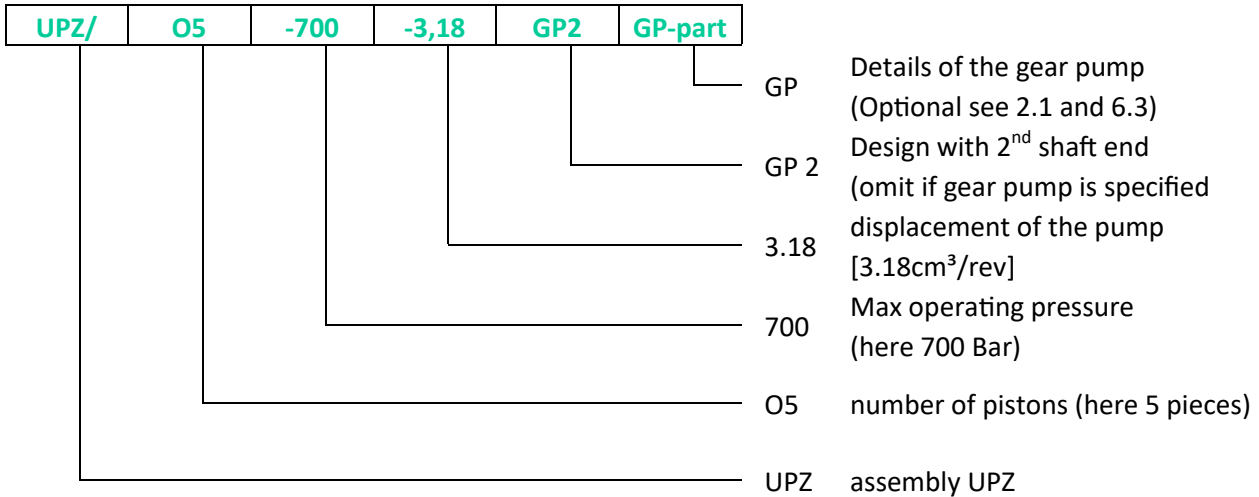 UPZ/ O5 -700 -3,18 GP2 GP-part
GP Details of the gear pump
(Optional see 2.1 and 6.3)
GP 2 Design with 2nd shaft end
(omit if gear pump is specified
3.18 displacement of the pump
[3.18cm³/rev]
700 Max operating pressure
(here 700 Bar)
O5 number of pistons (here 5 pieces)
UPZ assembly UPZ